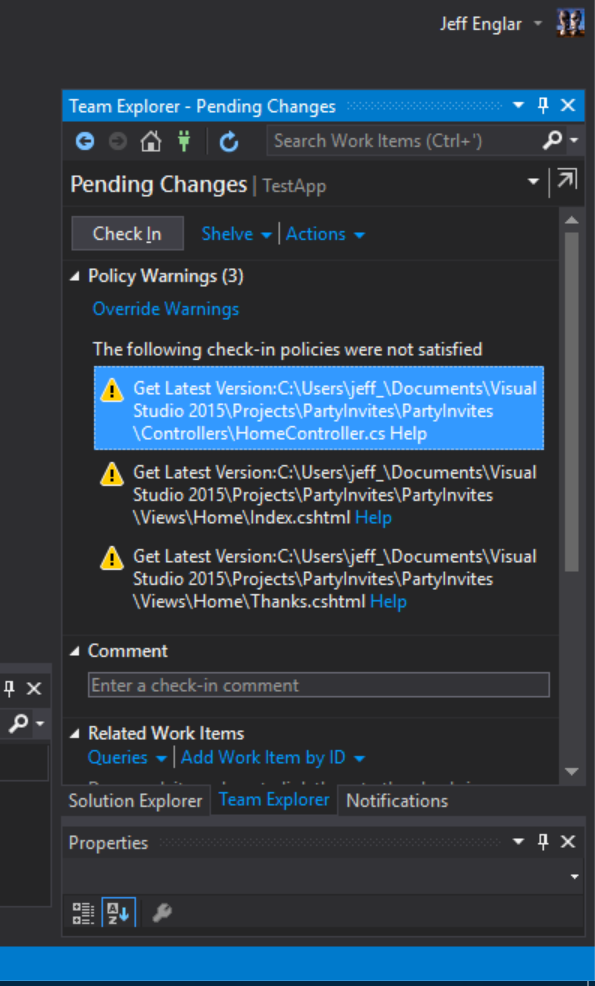 Jeff Englar
Team Explorer - Pending Changes
Search Work Items (Ctrl+')
Pending Changes | TestApp
Check In Shelve Actions
Policy Warnings (3)
Override Warnings
The following check-in policies were not satisfied
Get Latest Version:C:\Users\jeff_\Documents\Visual
Studio 2015\Projects\PartyInvites\PartyInvites
\Controllers\HomeController.cs Help
Get Latest Version:C:\Users\jeff_\Documents\Visual
Studio 2015\Projects\PartyInvites\PartyInvites
\Views\Home\Index.cshtml Help
Get Latest Version:C:\Users\jeff_\Documents\Visual
Studio 2015\Projects\PartyInvites\PartyInvites
\Views\Home\Thanks.cshtml Help
Comment
Enter a check-in comment
Related Work Items
Queries Add Work Item by ID
Solution Explorer Team Explorer Notifications
Properties